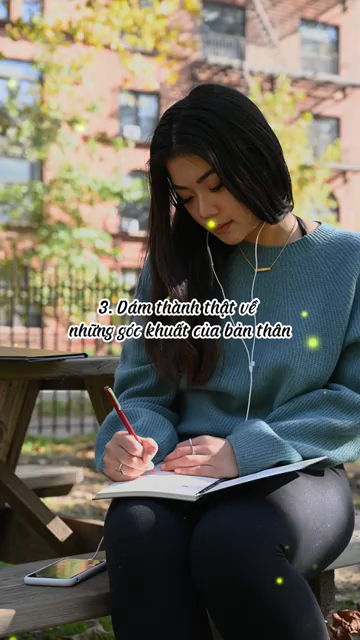 3. Dám thành thật về
những góc khuất của bản thân